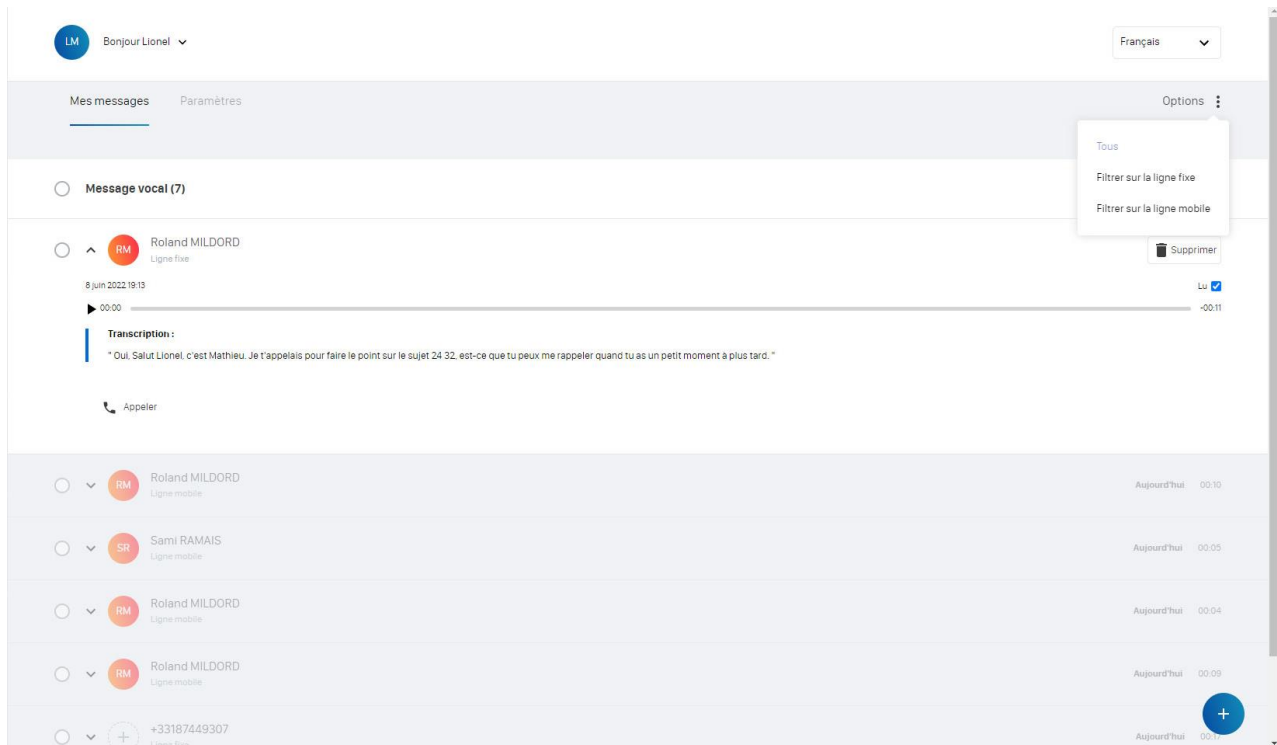 LM Bonjour Lionel
Français
Mes messages Paramètres
Options
Tous
Filtrer sur la ligne fixe
Filtrer sur la ligne mobile
Message vocal (7)
RM Roland MILDORD
Ligne fixe
Supprimer
8 juin 2022 19:13
Lu
00:00
-00:11
Transcription :
" Oui, Salut Lionel, c'est Mathieu. Je t'appelais pour faire le point sur le sujet 24 32, est-ce que tu peux me rappeler quand tu as un petit moment à plus tard. "
Appeler
RM Roland MILDORD
Ligne mobile
Aujourd'hui 00:10
SR Sami RAMAIS
Ligne mobile
Aujourd'hui 00:05
RM Roland MILDORD
Ligne mobile
Aujourd'hui 00:04
RM Roland MILDORD
Ligne mobile
Aujourd'hui 00:09
+33187449307
Ligne fixe
Aujourd'hui 00:17